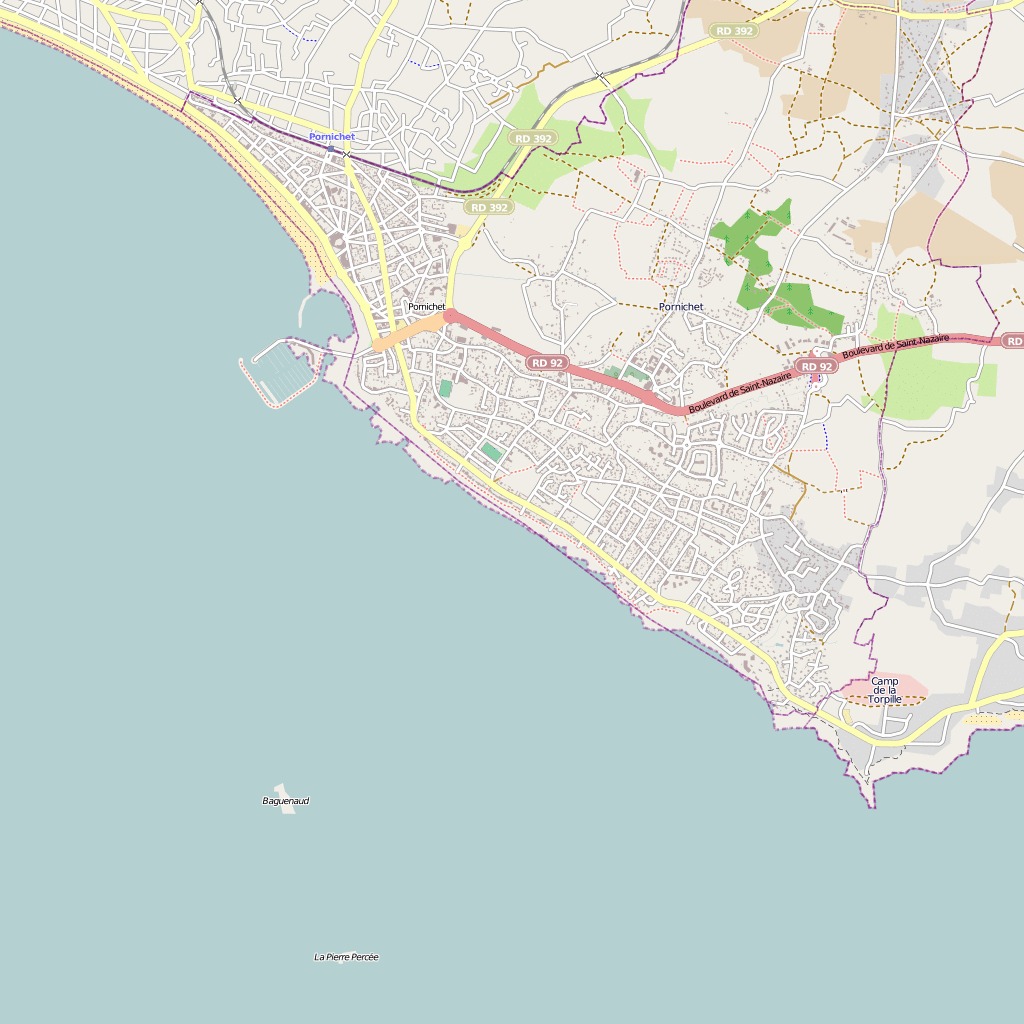 RD 392
Pornichet
RD 392
RD 392
Pornichet
Pornichet
Boulevard de Saint-Nazaire
RD
RD 92
RD 92
Boulevard de Saint-Nazaire
Camp
de la
Torpille
Baguenaud
La Pierre Percée